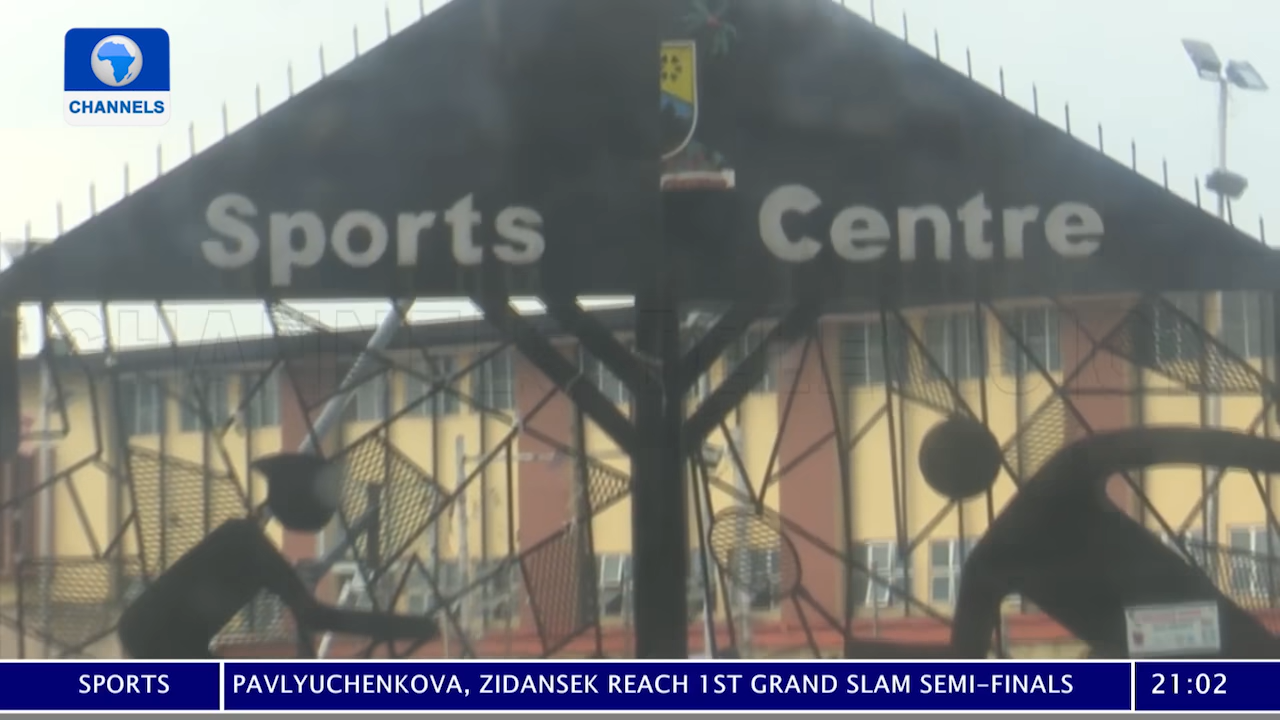 CHANNELS
Sports Centre
SPORTS
PAVLYUCHENKOVA, ZIDANSEK REACH 1ST GRAND SLAM SEMI-FINALS
21:02